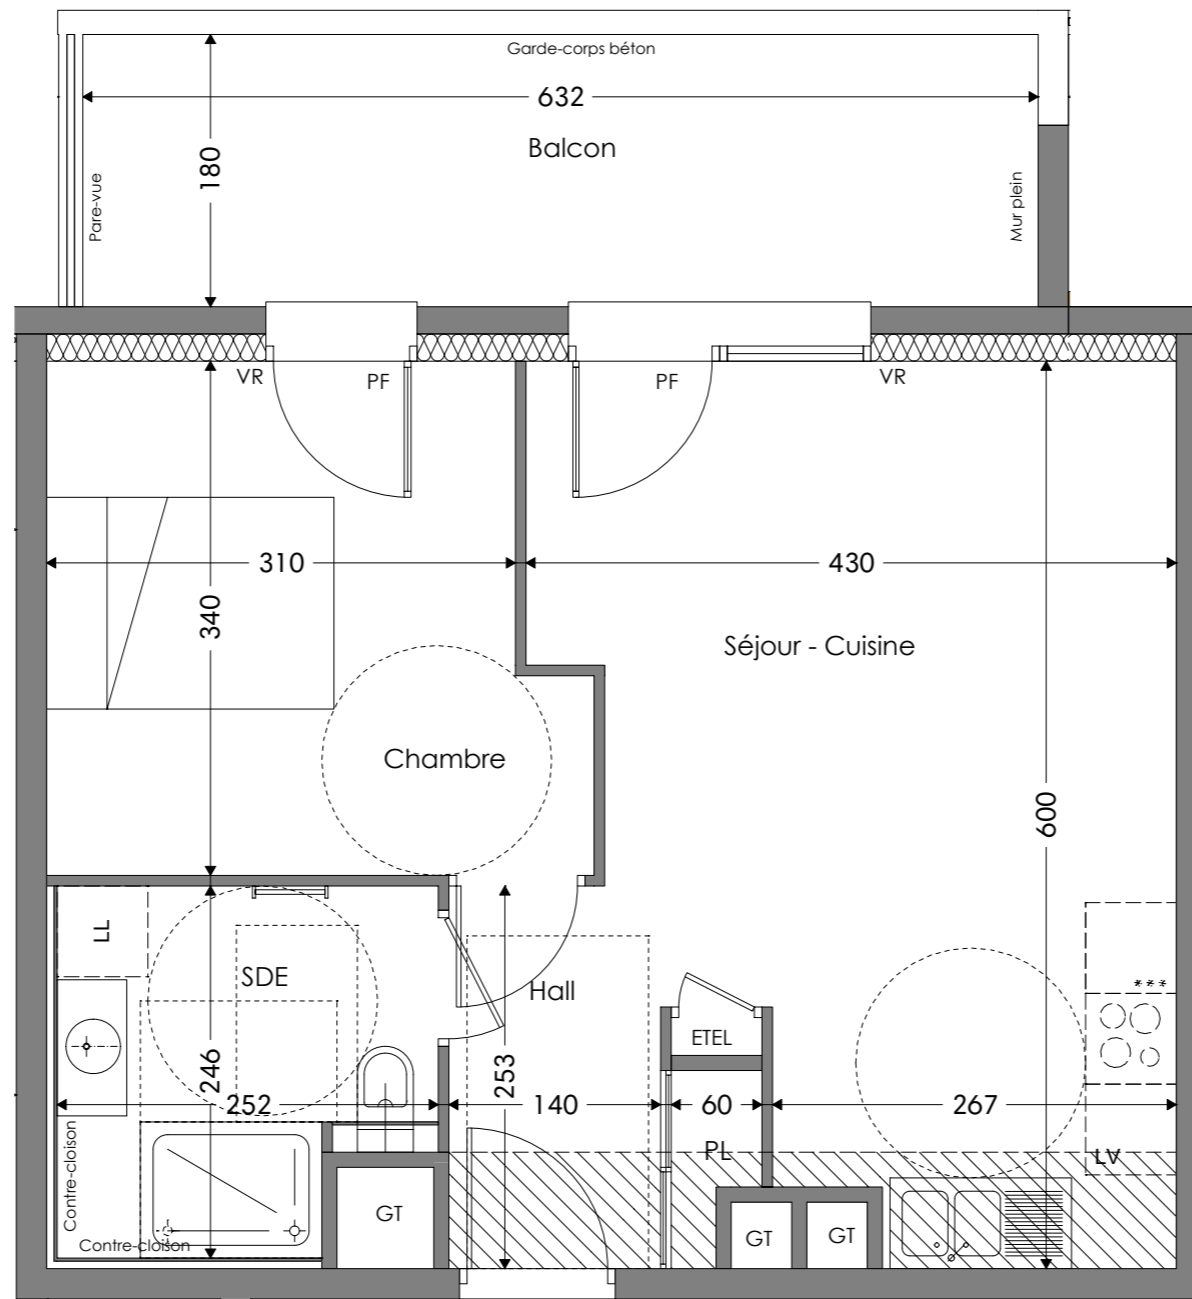 Garde-corps béton
632
Balcon
180
Pare-vue
Mur plein
VR
PF
PF
VR
310
430
340
Séjour - Cuisine
Chambre
600
LL
SDE
Hall
***
ETEL
246
252
253
140
60
267
PL
LV
Contre-cloison
Contre-cloison
GT
GT
GT